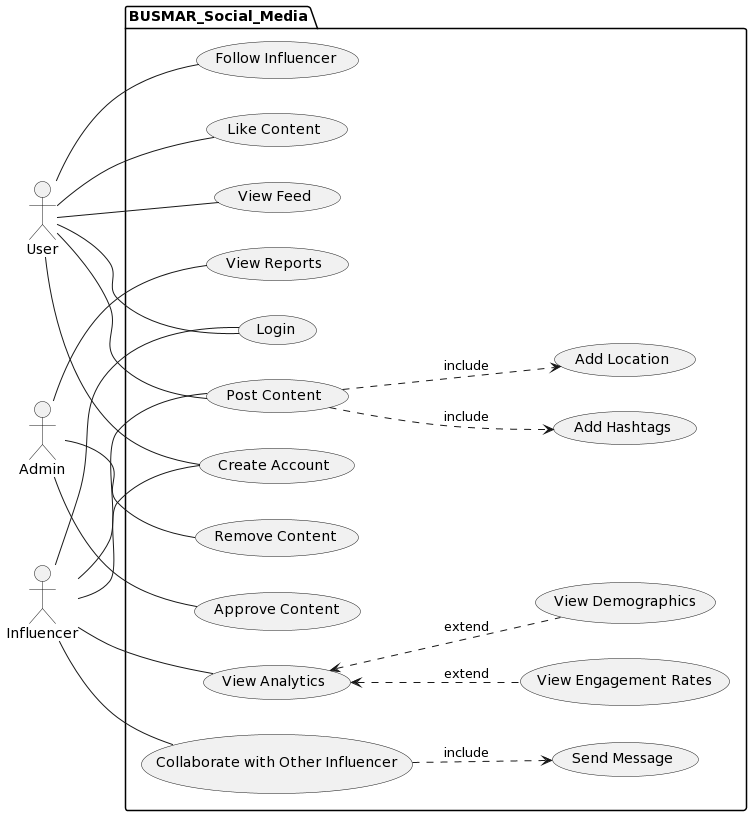 BUSMAR_Social_Media
Follow Influencer
Like Content
View Feed
User
View Reports
Login
Add Location
include
Post Content
include
Add Hashtags
Admin
Create Account
Remove Content
View Demographics
Approve Content
extend
Influencer
View Analytics
extend
View Engagement Rates
Collaborate with Other Influencer
include
Send Message